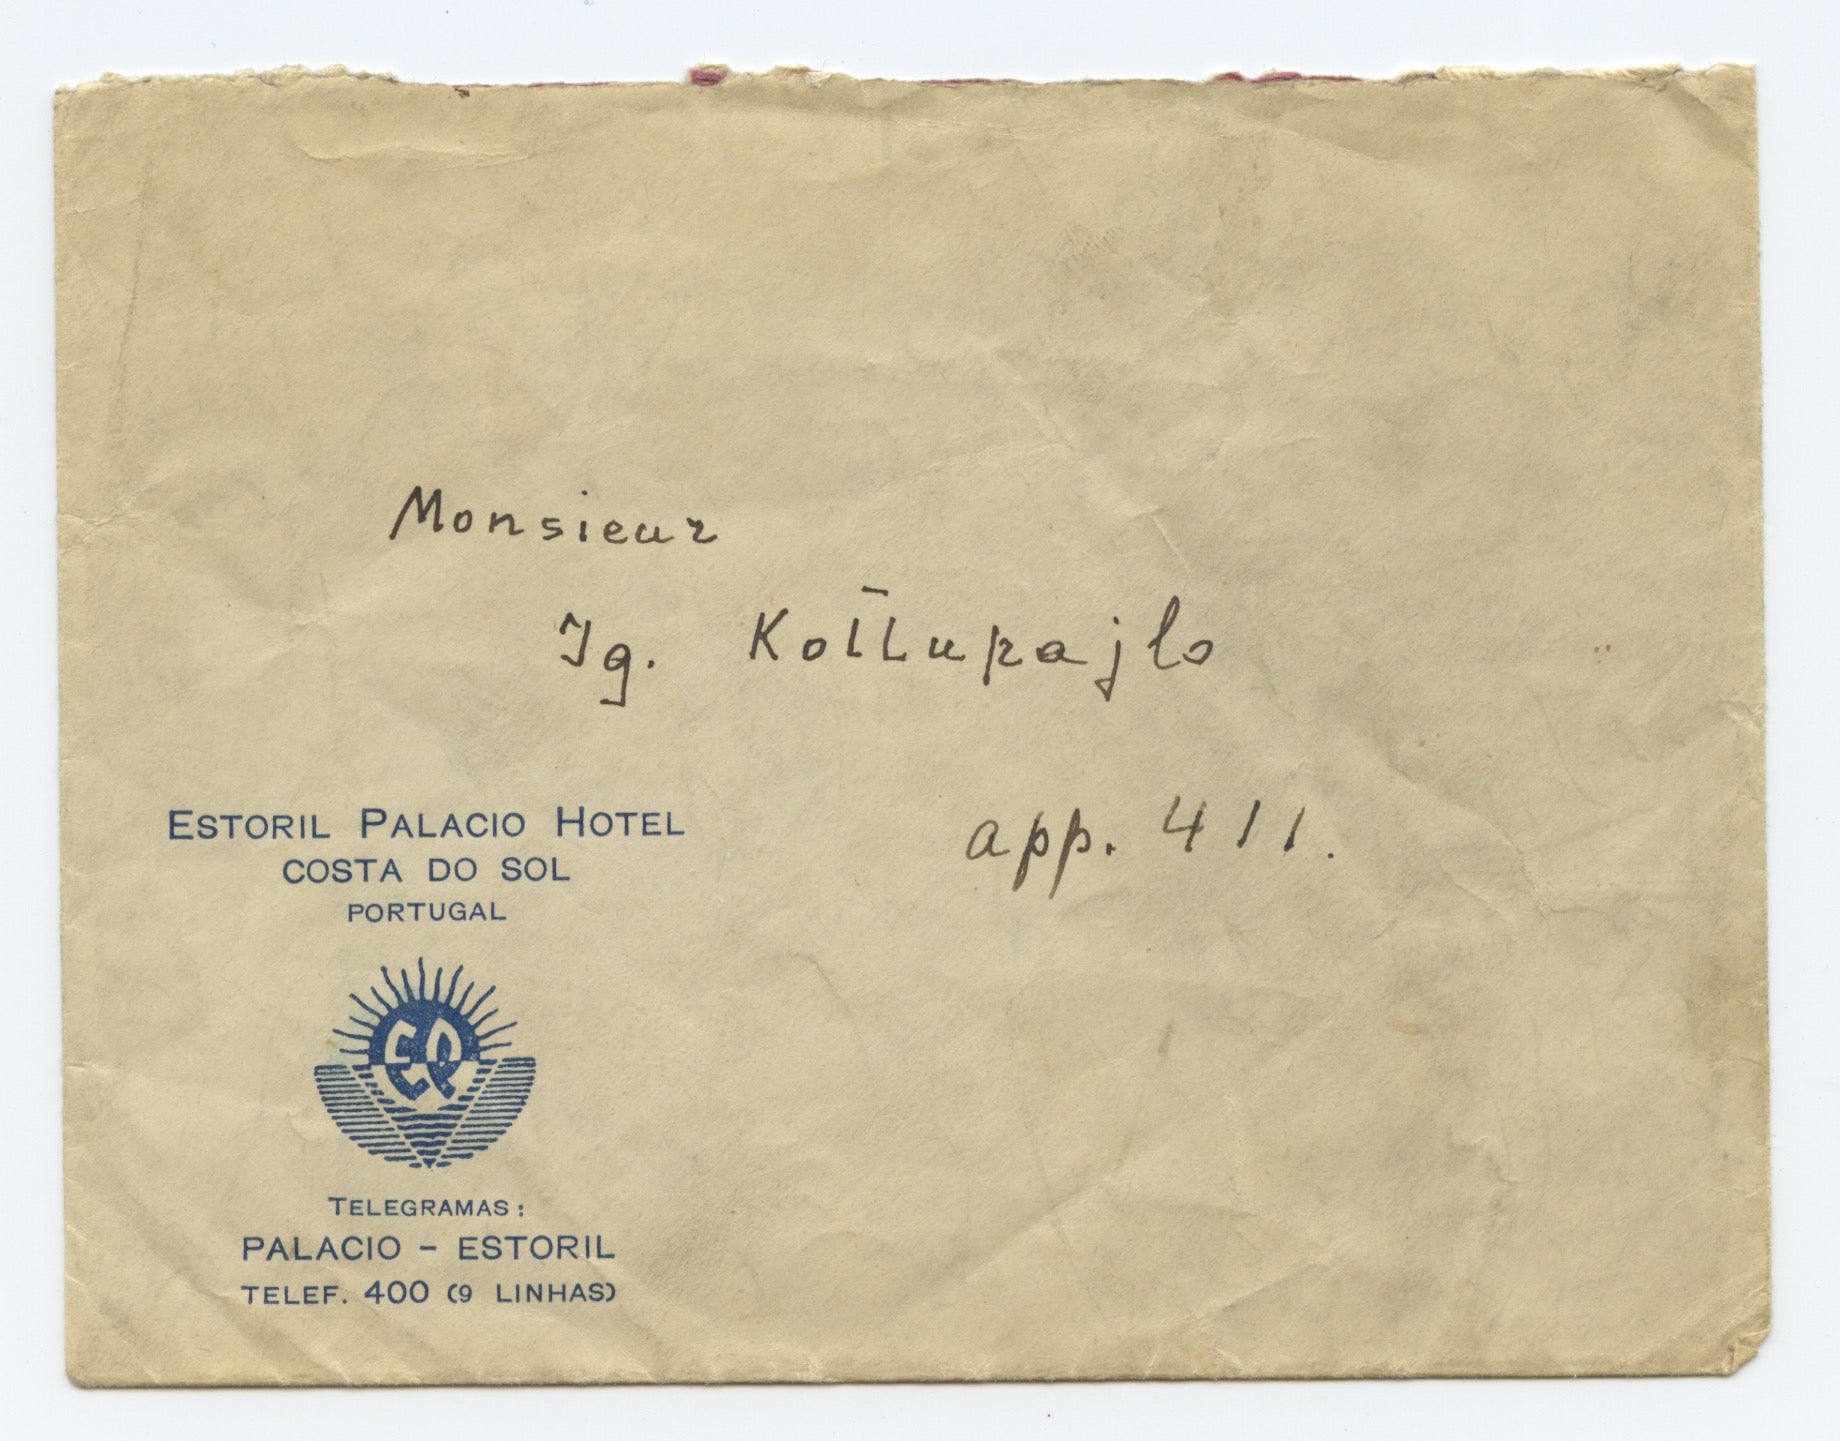 Monsieur
Ig. Kołłupajło
app. 411.
ESTORIL PALACIO HOTEL
COSTA DO SOL
PORTUGAL
EP
TELEGRAMAS:
PALACIO - ESTORIL
TELEF. 400 (9 LINHAS)